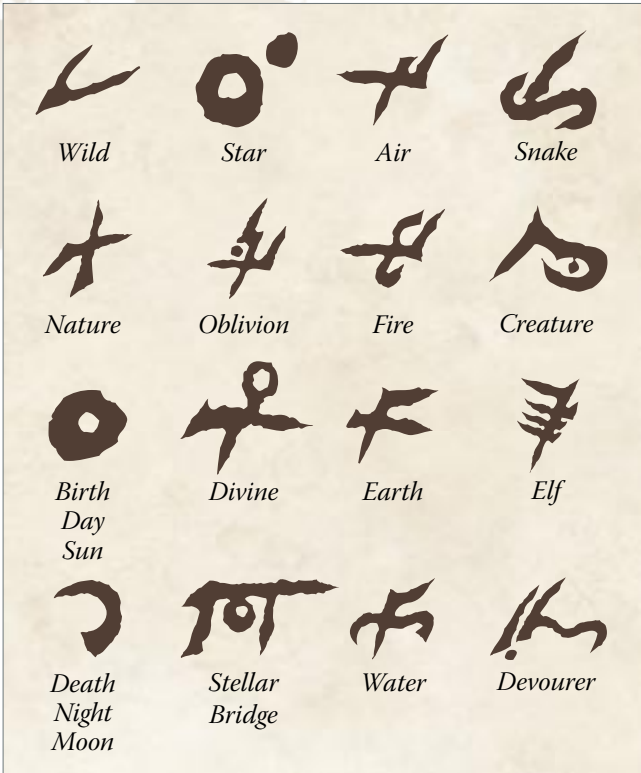 Wild
Star
Air
Snake
Nature
Oblivion
Fire
Creature
Birth
Day
Sun
Divine
Earth
Elf
Death
Night
Moon
Stellar
Bridge
Water
Devourer